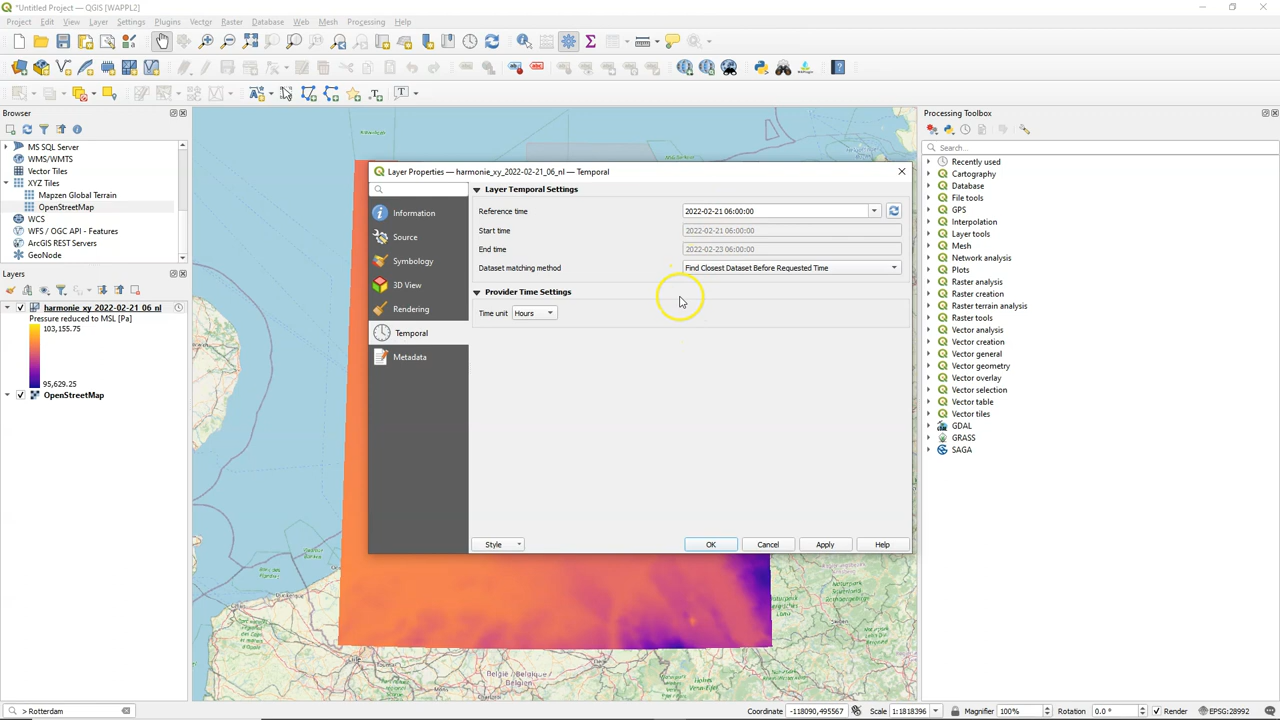 *Untitled Project — QGIS [WAPPL2]
Project Edit View Layer Settings Plugins Vector Raster Database Web Mesh Processing Help
Browser
MS SQL Server
WMS/WMTS
Vector Tiles
XYZ Tiles
Mapzen Global Terrain
OpenStreetMap
WCS
WFS / OGC API - Features
ArcGIS REST Servers
GeoNode
Layers
harmonie_xy_2022-02-21_06_nl
Pressure reduced to MSL [Pa]
103,155.75
95,629.25
OpenStreetMap
Layer Properties — harmonie_xy_2022-02-21_06_nl — Temporal
Information
Source
Symbology
3D View
Rendering
Temporal
Metadata
Layer Temporal Settings
Reference time 2022-02-21 06:00:00
Start time 2022-02-21 06:00:00
End time 2022-02-23 06:00:00
Dataset matching method Find Closest Dataset Before Requested Time
Provider Time Settings
Time unit Hours
Style OK Cancel Apply Help
België / Belgique /
Belgien
Processing Toolbox
Search...
Recently used
Cartography
Database
File tools
GPS
Interpolation
Layer tools
Mesh
Network analysis
Plots
Raster analysis
Raster creation
Raster terrain analysis
Raster tools
Vector analysis
Vector creation
Vector general
Vector geometry
Vector overlay
Vector selection
Vector table
Vector tiles
GDAL
GRASS
SAGA
> Rotterdam
Coordinate -118090,495567 Scale 1:1818396 Magnifier 100% Rotation 0.0 ° Render EPSG:28992